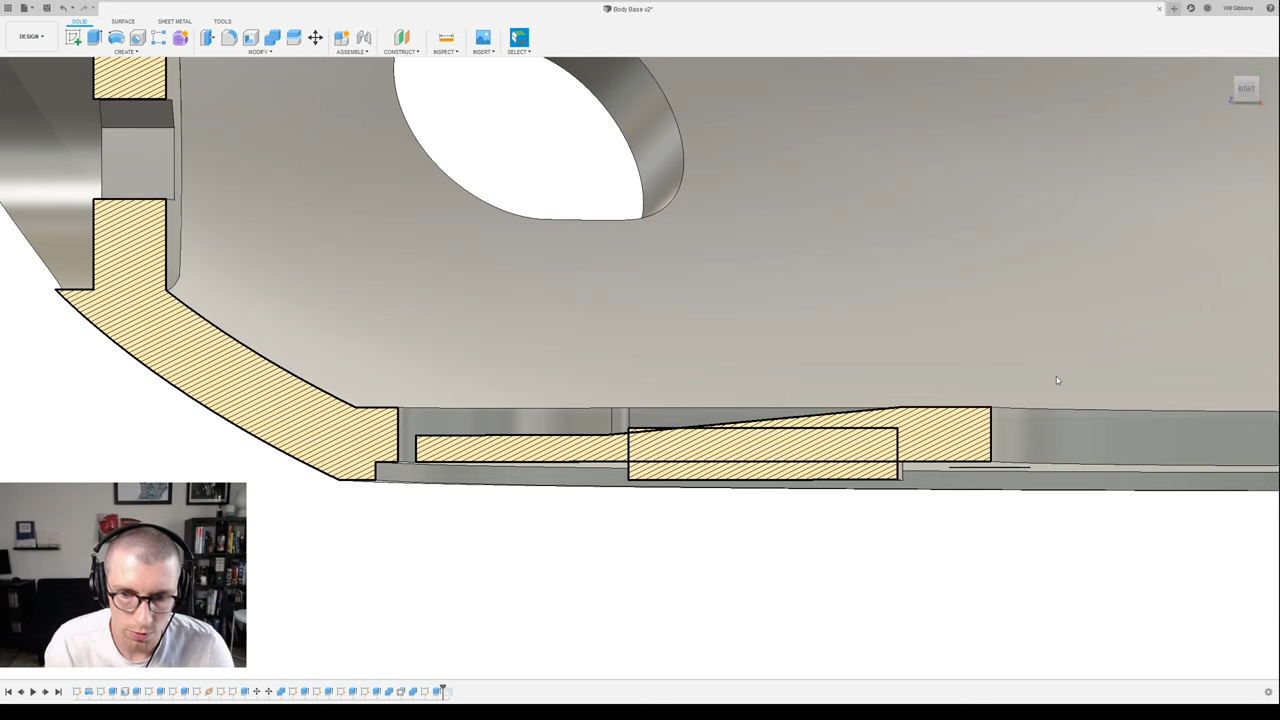 Body Base v2*
Will Gibbons
SOLID SURFACE SHEET METAL TOOLS
DESIGN
CREATE MODIFY ASSEMBLE CONSTRUCT INSPECT INSERT SELECT
RIGHT